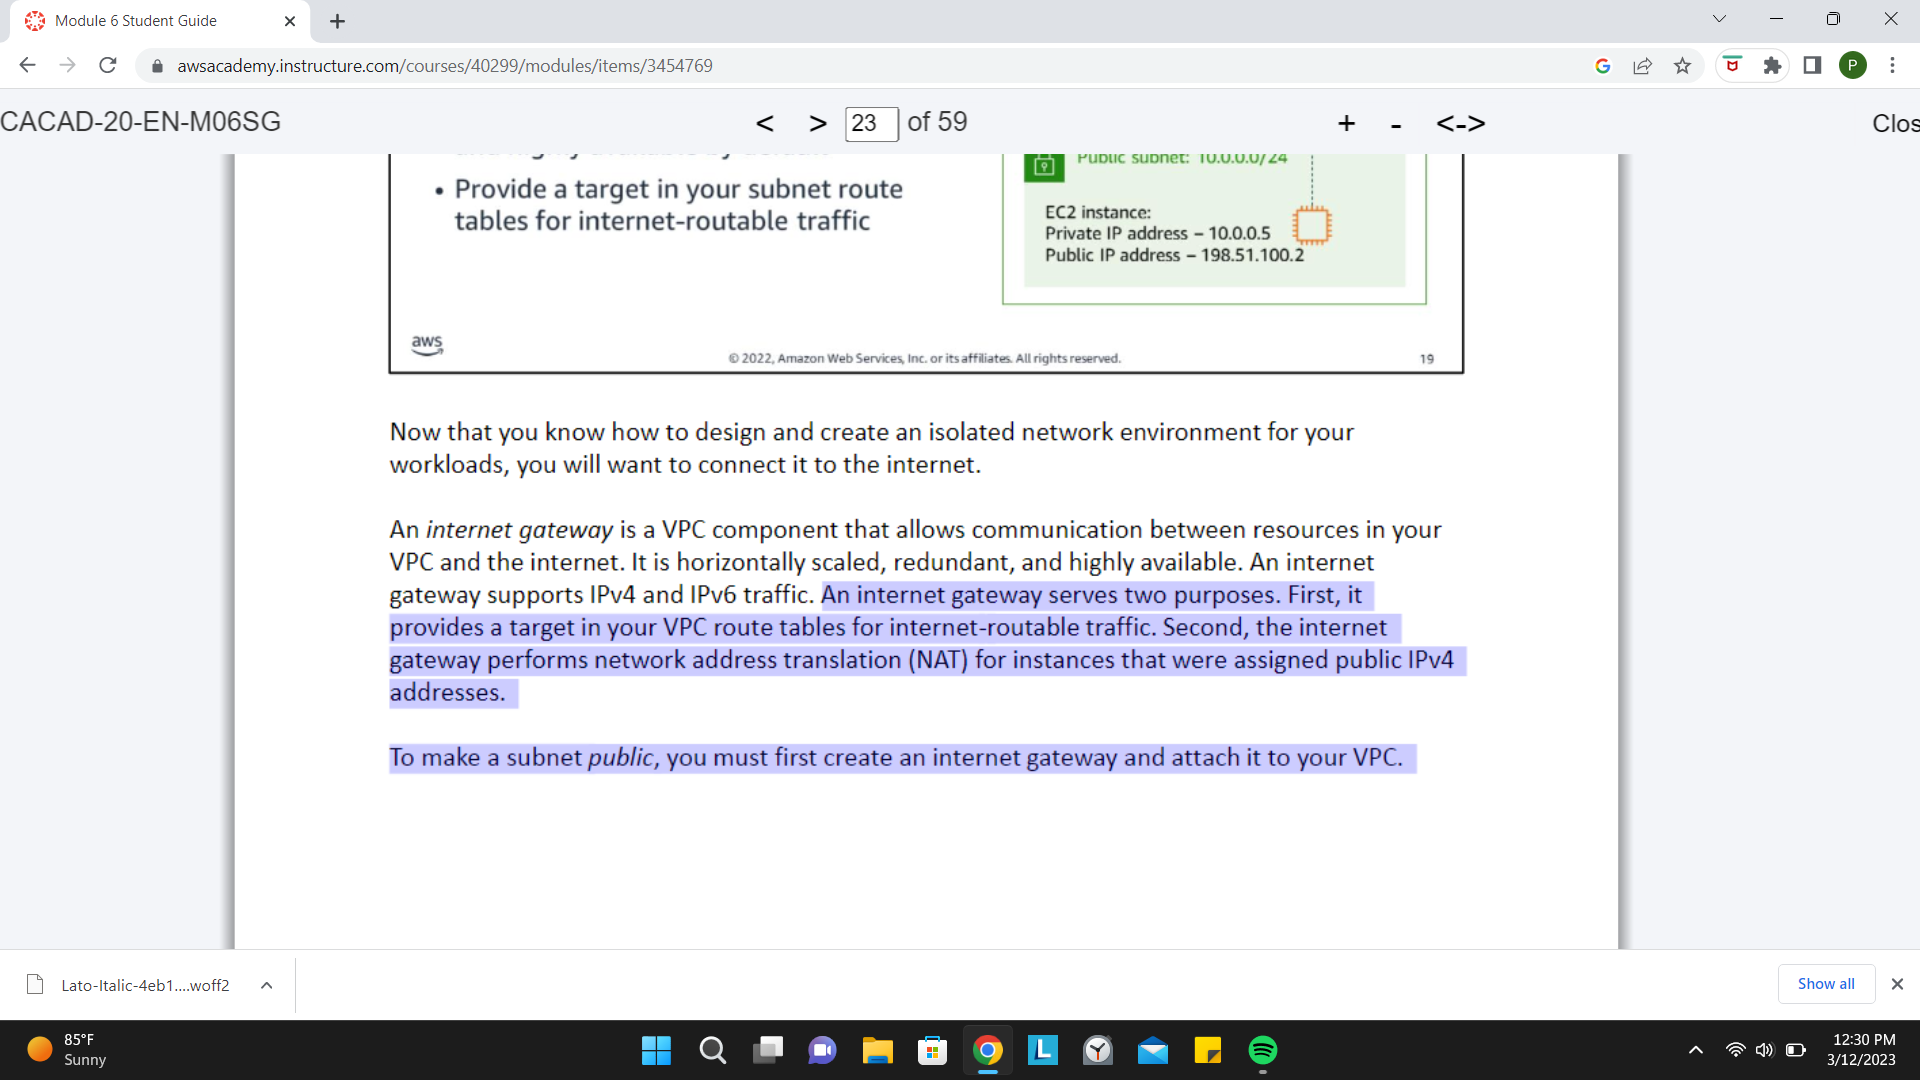 Module 6 Student Guide
awsacademy.instructure.com/courses/40299/modules/items/3454769
P
CACAD-20-EN-M06SG
< > 23 of 59
+ - <->
Clos
• Provide a target in your subnet route
tables for internet-routable traffic
Public subnet: 10.0.0.0/24
EC2 instance:
Private IP address – 10.0.0.5
Public IP address – 198.51.100.2
aws
© 2022, Amazon Web Services, Inc. or its affiliates. All rights reserved.
19
Now that you know how to design and create an isolated network environment for your
workloads, you will want to connect it to the internet.
An internet gateway is a VPC component that allows communication between resources in your
VPC and the internet. It is horizontally scaled, redundant, and highly available. An internet
gateway supports IPv4 and IPv6 traffic. An internet gateway serves two purposes. First, it
provides a target in your VPC route tables for internet-routable traffic. Second, the internet
gateway performs network address translation (NAT) for instances that were assigned public IPv4
addresses.
To make a subnet public, you must first create an internet gateway and attach it to your VPC.
Lato-Italic-4eb1....woff2
Show all
85°F
Sunny
L
12:30 PM
3/12/2023